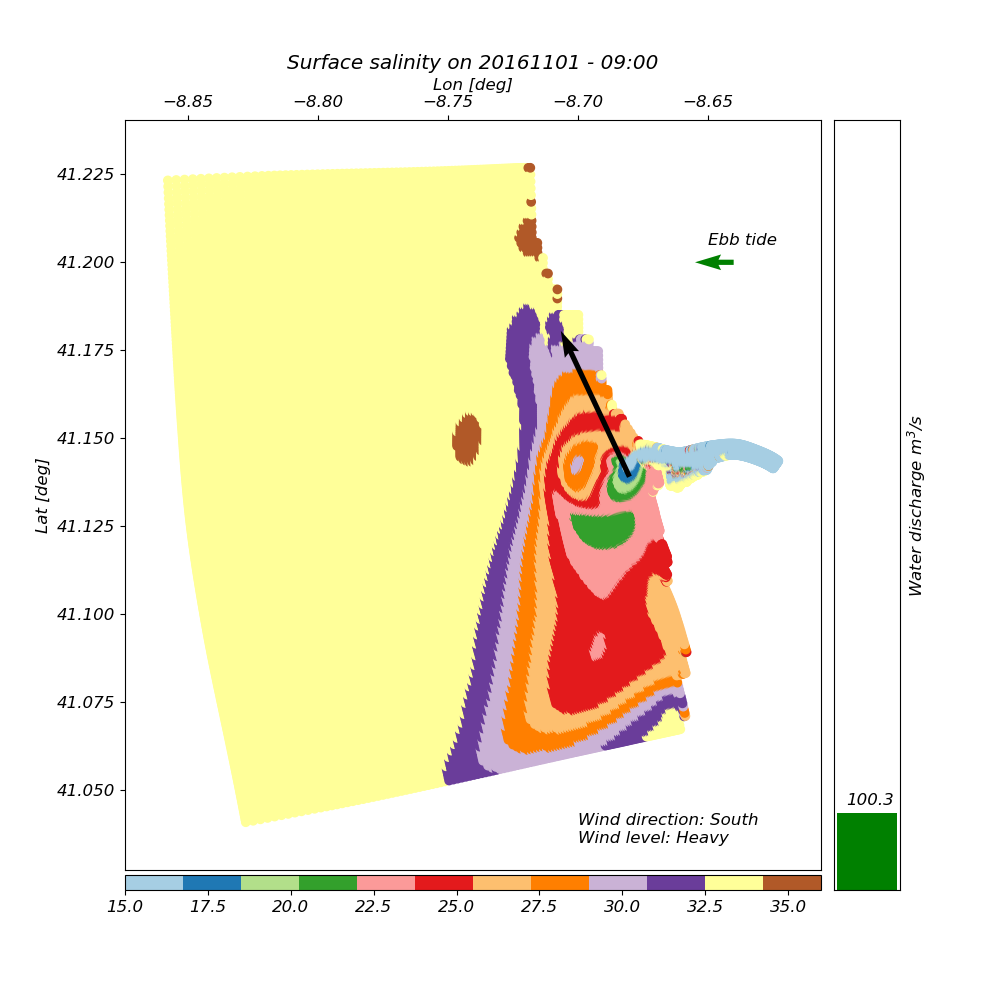 Surface salinity on 20161101 - 09:00
Lon [deg]
−8.85 −8.80 −8.75 −8.70 −8.65
41.225
41.200
41.175
41.150
41.125
41.100
41.075
41.050
Lat [deg]
Ebb tide
Wind direction: South
Wind level: Heavy
15.0 17.5 20.0 22.5 25.0 27.5 30.0 32.5 35.0
100.3
Water discharge m³/s